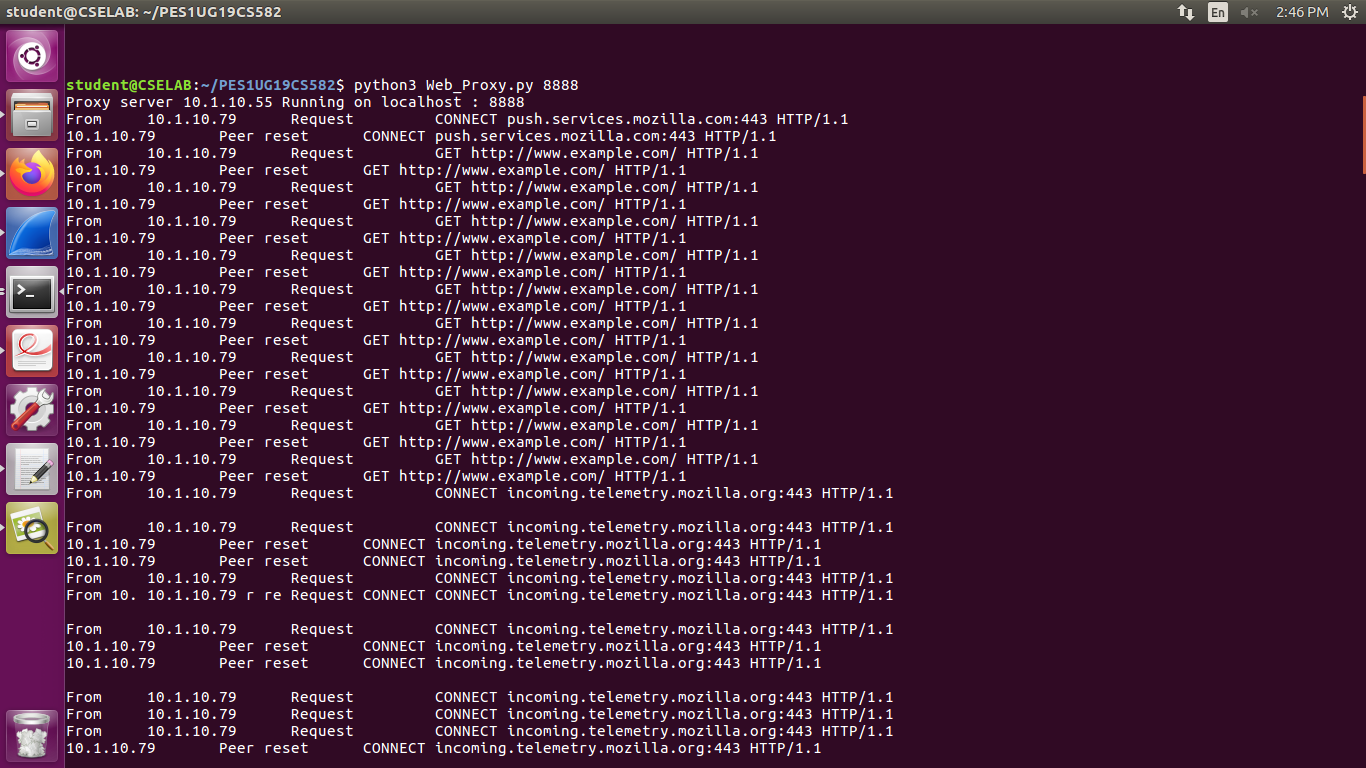 student@CSELAB: ~/PES1UG19CS582
En
2:46 PM
student@CSELAB:~/PES1UG19CS582$ python3 Web_Proxy.py 8888
Proxy server 10.1.10.55 Running on localhost : 8888
From 10.1.10.79 Request CONNECT push.services.mozilla.com:443 HTTP/1.1
10.1.10.79 Peer reset CONNECT push.services.mozilla.com:443 HTTP/1.1
From 10.1.10.79 Request GET http://www.example.com/ HTTP/1.1
10.1.10.79 Peer reset GET http://www.example.com/ HTTP/1.1
From 10.1.10.79 Request GET http://www.example.com/ HTTP/1.1
10.1.10.79 Peer reset GET http://www.example.com/ HTTP/1.1
From 10.1.10.79 Request GET http://www.example.com/ HTTP/1.1
10.1.10.79 Peer reset GET http://www.example.com/ HTTP/1.1
From 10.1.10.79 Request GET http://www.example.com/ HTTP/1.1
10.1.10.79 Peer reset GET http://www.example.com/ HTTP/1.1
From 10.1.10.79 Request GET http://www.example.com/ HTTP/1.1
10.1.10.79 Peer reset GET http://www.example.com/ HTTP/1.1
From 10.1.10.79 Request GET http://www.example.com/ HTTP/1.1
10.1.10.79 Peer reset GET http://www.example.com/ HTTP/1.1
From 10.1.10.79 Request GET http://www.example.com/ HTTP/1.1
10.1.10.79 Peer reset GET http://www.example.com/ HTTP/1.1
From 10.1.10.79 Request GET http://www.example.com/ HTTP/1.1
10.1.10.79 Peer reset GET http://www.example.com/ HTTP/1.1
From 10.1.10.79 Request GET http://www.example.com/ HTTP/1.1
10.1.10.79 Peer reset GET http://www.example.com/ HTTP/1.1
From 10.1.10.79 Request GET http://www.example.com/ HTTP/1.1
10.1.10.79 Peer reset GET http://www.example.com/ HTTP/1.1
From 10.1.10.79 Request CONNECT incoming.telemetry.mozilla.org:443 HTTP/1.1
From 10.1.10.79 Request CONNECT incoming.telemetry.mozilla.org:443 HTTP/1.1
10.1.10.79 Peer reset CONNECT incoming.telemetry.mozilla.org:443 HTTP/1.1
10.1.10.79 Peer reset CONNECT incoming.telemetry.mozilla.org:443 HTTP/1.1
From 10.1.10.79 Request CONNECT incoming.telemetry.mozilla.org:443 HTTP/1.1
From 10. 10.1.10.79 r re Request CONNECT CONNECT incoming.telemetry.mozilla.org:443 HTTP/1.1
From 10.1.10.79 Request CONNECT incoming.telemetry.mozilla.org:443 HTTP/1.1
10.1.10.79 Peer reset CONNECT incoming.telemetry.mozilla.org:443 HTTP/1.1
10.1.10.79 Peer reset CONNECT incoming.telemetry.mozilla.org:443 HTTP/1.1
From 10.1.10.79 Request CONNECT incoming.telemetry.mozilla.org:443 HTTP/1.1
From 10.1.10.79 Request CONNECT incoming.telemetry.mozilla.org:443 HTTP/1.1
From 10.1.10.79 Request CONNECT incoming.telemetry.mozilla.org:443 HTTP/1.1
10.1.10.79 Peer reset CONNECT incoming.telemetry.mozilla.org:443 HTTP/1.1